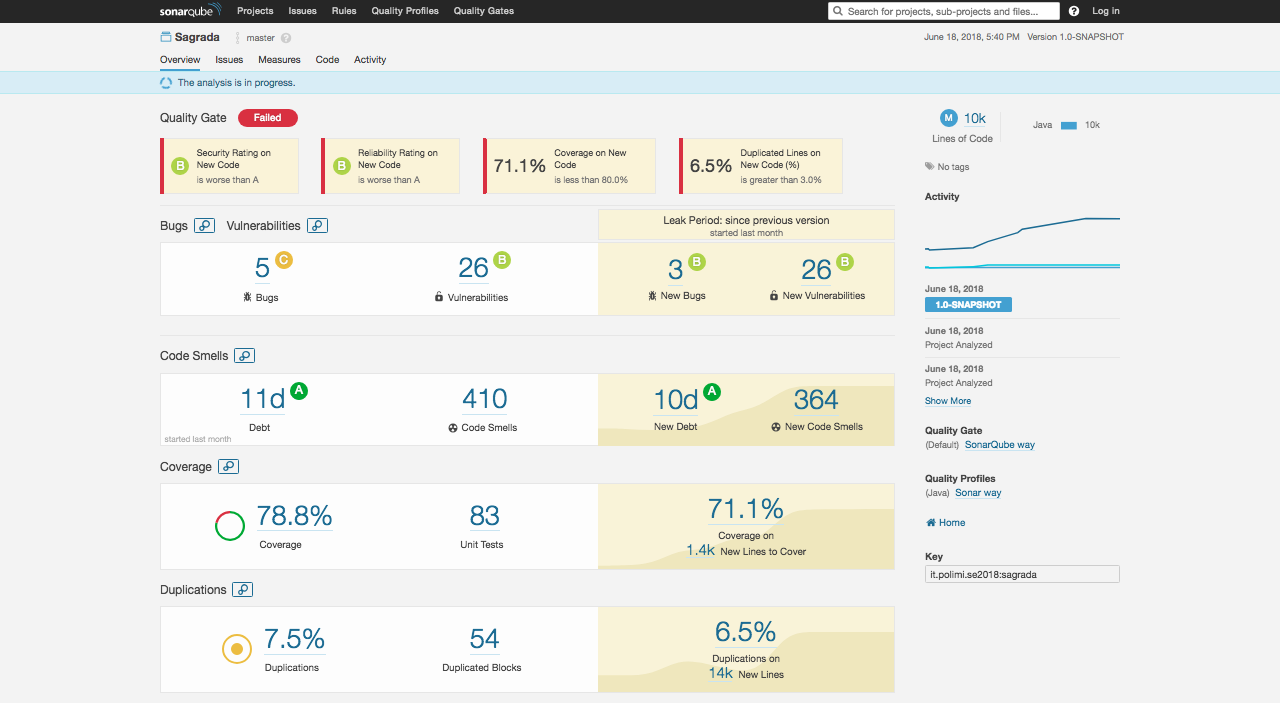 sonarqube Projects Issues Rules Quality Profiles Quality Gates Search for projects, sub-projects and files... ? Log in
Sagrada master ? June 18, 2018, 5:40 PM Version 1.0-SNAPSHOT
Overview Issues Measures Code Activity
The analysis is in progress.
Quality Gate Failed
B Security Rating on New Code is worse than A
B Reliability Rating on New Code is worse than A
71.1% Coverage on New Code is less than 80.0%
6.5% Duplicated Lines on New Code (%) is greater than 3.0%
Bugs Vulnerabilities
Leak Period: since previous version
started last month
5 C 26 B 3 B 26 B
Bugs Vulnerabilities New Bugs New Vulnerabilities
Code Smells
11d A 410 10d A 364
Debt Code Smells New Debt New Code Smells
started last month
Coverage
78.8% 83 71.1%
Coverage Unit Tests Coverage on
1.4k New Lines to Cover
Duplications
7.5% 54 6.5%
Duplications Duplicated Blocks Duplications on
14k New Lines
M 10k Java 10k
Lines of Code
No tags
Activity
June 18, 2018
1.0-SNAPSHOT
June 18, 2018
Project Analyzed
June 18, 2018
Project Analyzed
Show More
Quality Gate
(Default) SonarQube way
Quality Profiles
(Java) Sonar way
Home
Key
it.polimi.se2018:sagrada